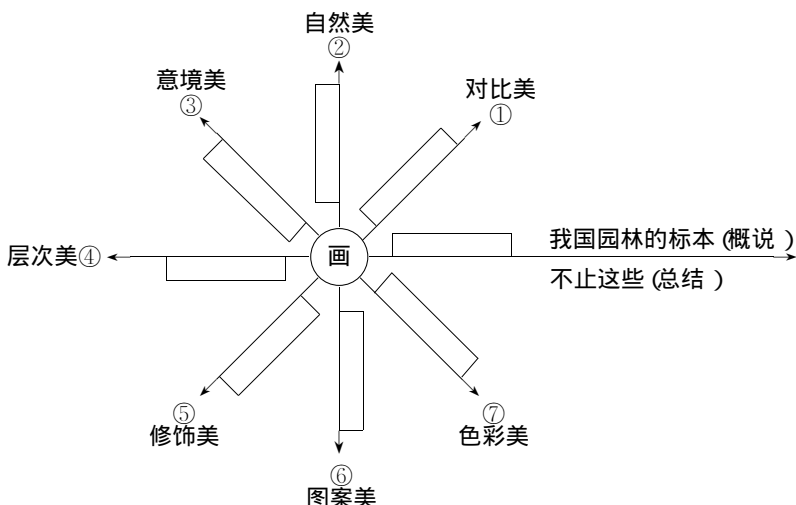 自然美
②
意境美
③
对比美
①
层次美④
画
我国园林的标本(概说)
不止这些(总结)
⑤
修饰美
⑦
色彩美
⑥
图案美